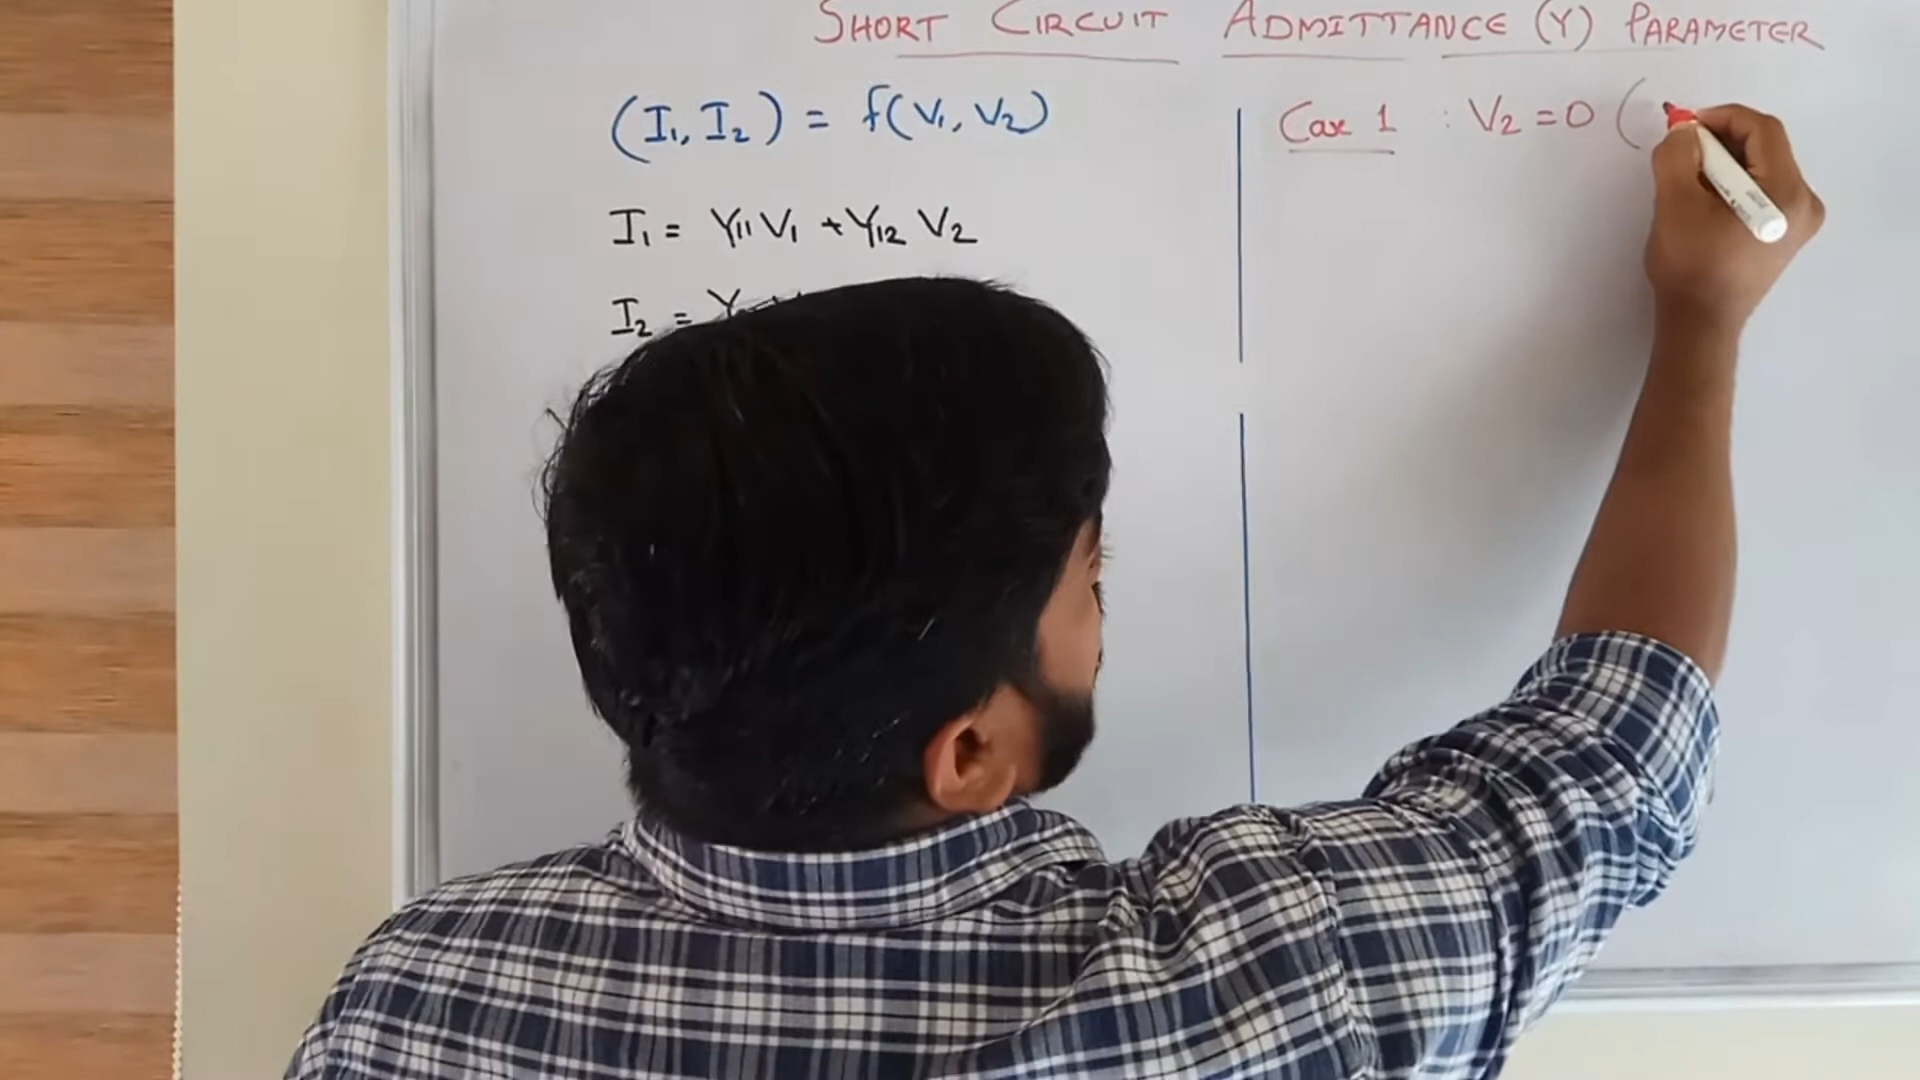 SHORT CIRCUIT ADMITTANCE (Y) PARAMETER
(I₁, I₂) = f(V₁, V₂)
I₁ = Y₁₁ V₁ + Y₁₂ V₂
I₂ =
Case 1 : V₂ = 0 (